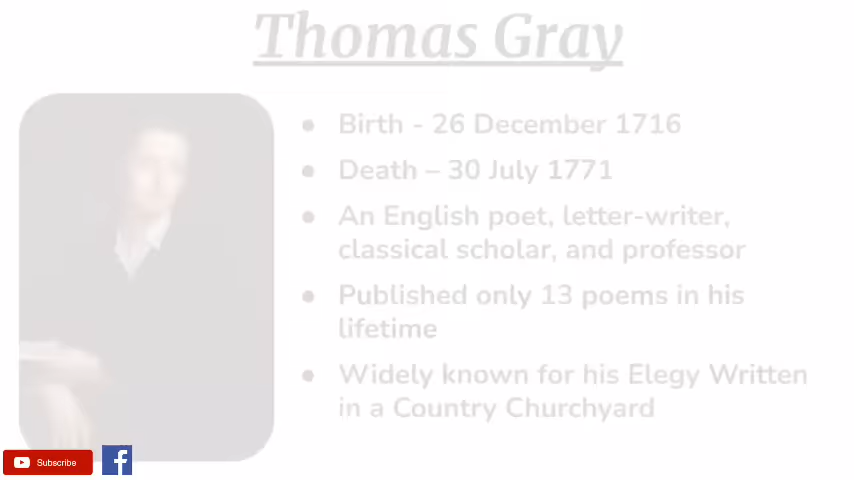 Thomas Gray
● Birth - 26 December 1716
● Death – 30 July 1771
● An English poet, letter-writer,
classical scholar, and professor
● Published only 13 poems in his
lifetime
● Widely known for his Elegy Written
in a Country Churchyard
Subscribe